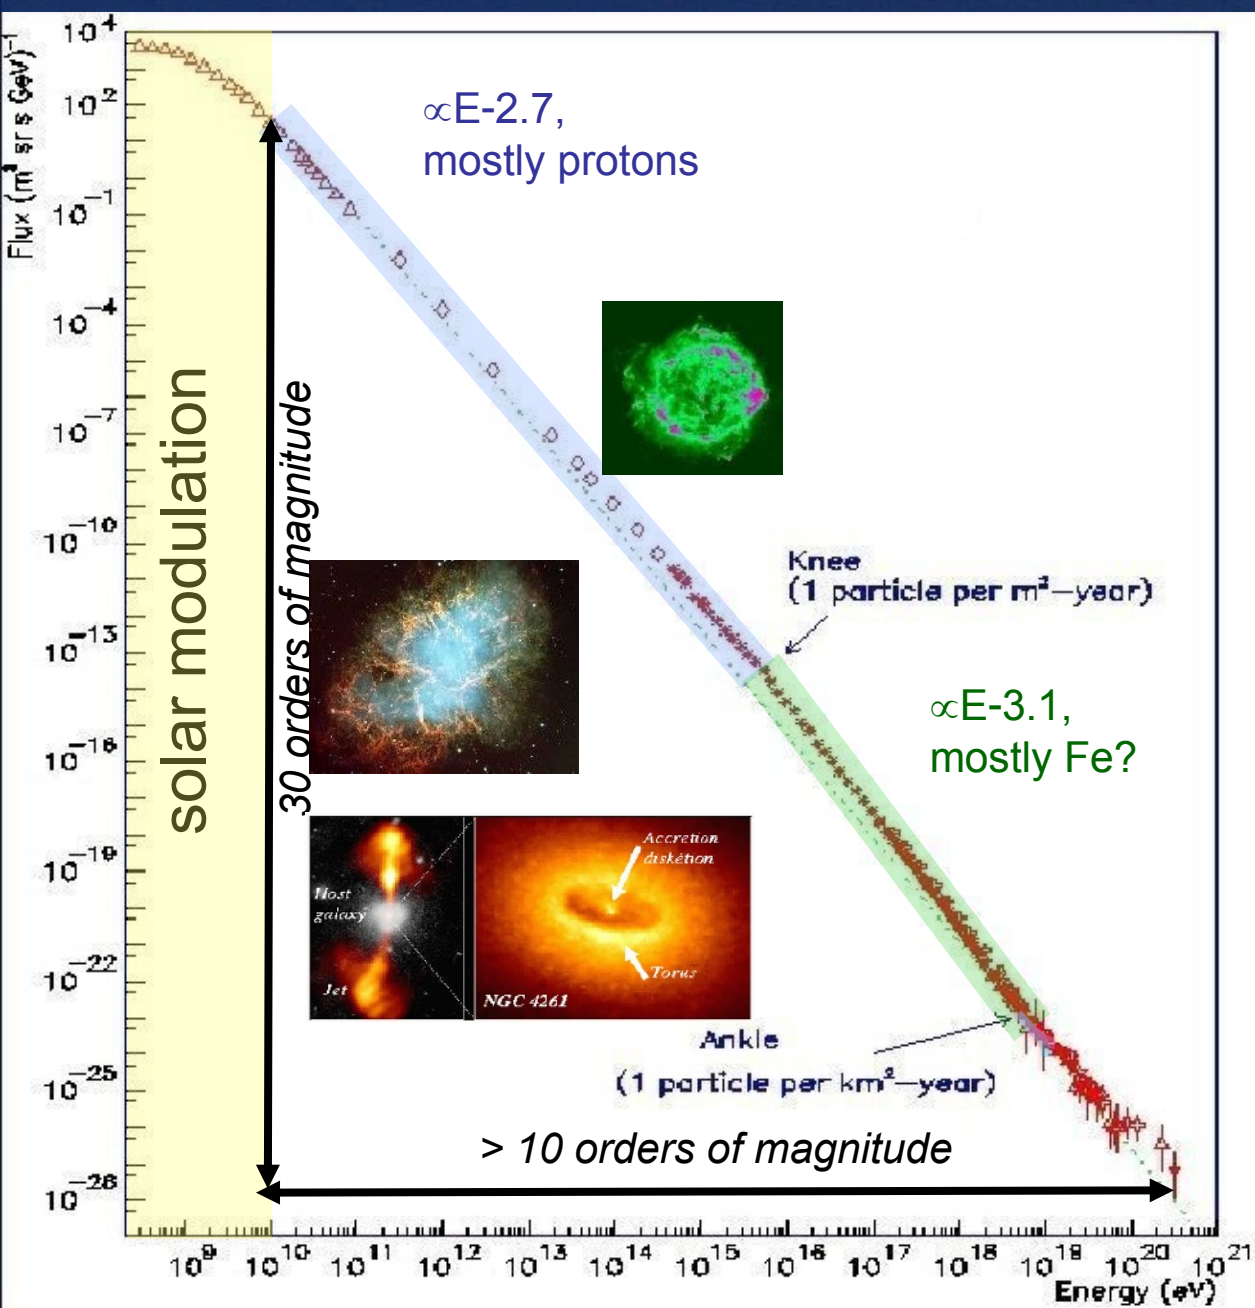 Flux (m² sr s GeV)⁻¹
10⁴
10²
10⁻¹
10⁻⁴
10⁻⁷
10⁻¹⁰
10⁻¹³
10⁻¹⁶
10⁻¹⁹
10⁻²²
10⁻²⁵
10⁻²⁸
solar modulation
30 orders of magnitude
∝E-2.7,
mostly protons
Knee
(1 particle per m²–year)
∝E-3.1,
mostly Fe?
Host
galaxy
Jet
Accretion
diskétion
Torus
NGC 4261
Ankle
(1 particle per km²–year)
> 10 orders of magnitude
10⁹ 10¹⁰ 10¹¹ 10¹² 10¹³ 10¹⁴ 10¹⁵ 10¹⁶ 10¹⁷ 10¹⁸ 10¹⁹ 10²⁰ 10²¹
Energy (eV)